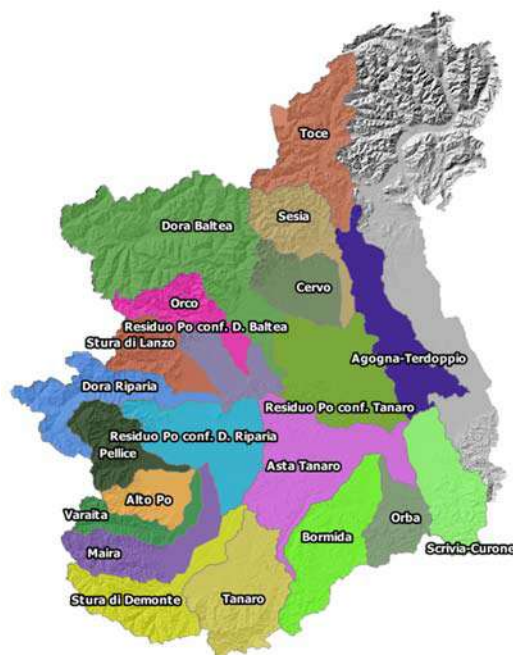 Toce
Sesia
Dora Baltea
Cervo
Orco
Residuo Po conf. D. Baltea
Stura di Lanzo
Agogna-Terdoppio
Dora Riparia
Residuo Po conf. Tanaro
Residuo Po conf. D. Riparia
Pellice
Asta Tanaro
Alto Po
Varaita
Orba
Bormida
Maira
Scrivia-Curone
Stura di Demonte
Tanaro